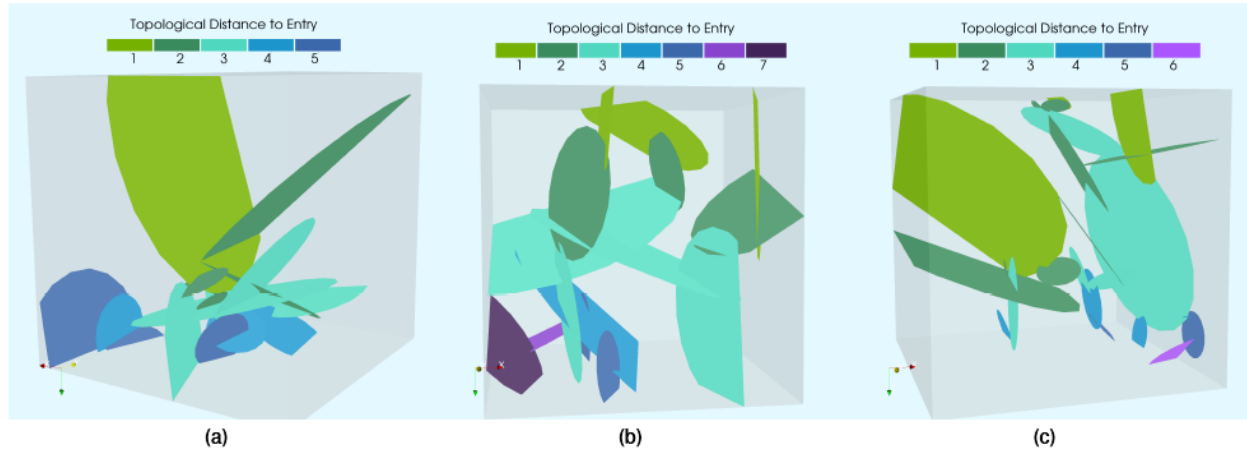 Topological Distance to Entry
1 2 3 4 5
Topological Distance to Entry
1 2 3 4 5 6 7
Topological Distance to Entry
1 2 3 4 5 6
(a) (b) (c)